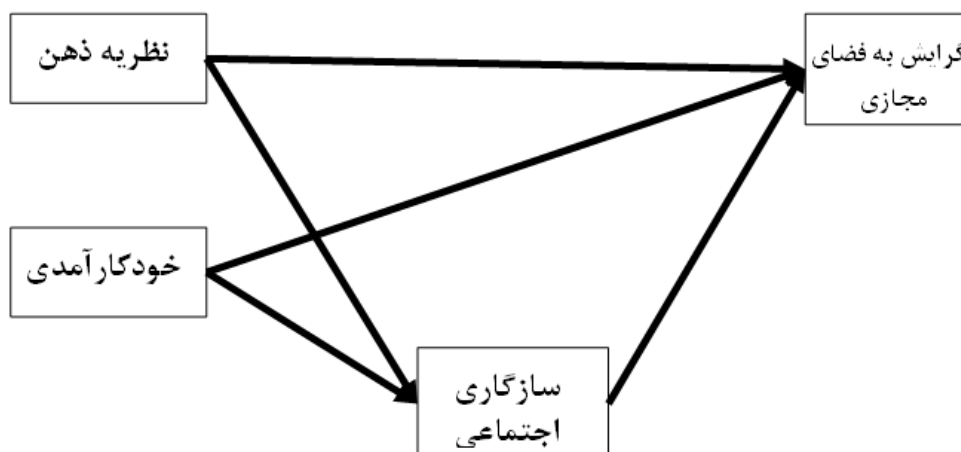 نظریه ذهن
گرایش به فضای
مجازی
خودکارآمدی
سازگاری
اجتماعی